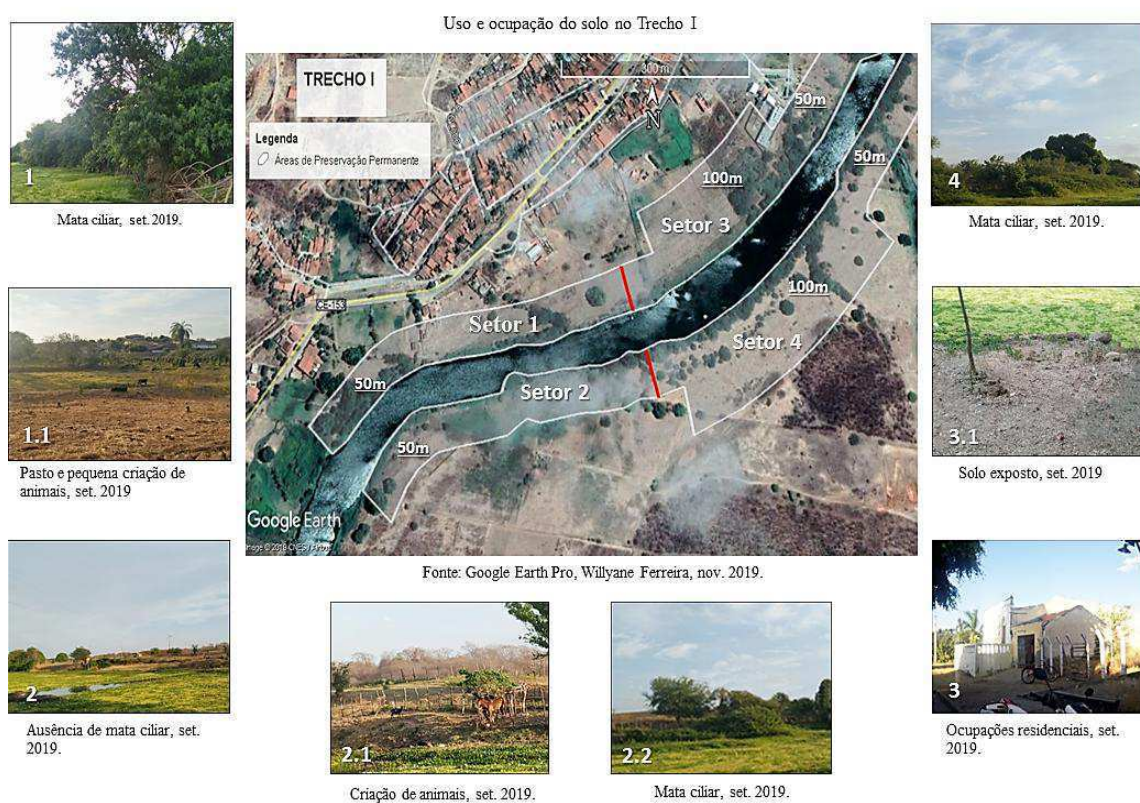 Uso e ocupação do solo no Trecho I
TRECHO I
Legenda
Áreas de Preservação Permanente
300 m
N
CE-153
50m
50m
100m
Setor 3
100m
Setor 1
Setor 4
Setor 2
50m
50m
Google Earth
Fonte: Google Earth Pro, Willyane Ferreira, nov. 2019.
1
Mata ciliar, set. 2019.
1.1
Pasto e pequena criação de
animais, set. 2019
2
Ausência de mata ciliar, set.
2019.
2.1
Criação de animais, set. 2019.
2.2
Mata ciliar, set. 2019.
4
Mata ciliar, set. 2019.
3.1
Solo exposto, set. 2019
3
Ocupações residenciais, set.
2019.